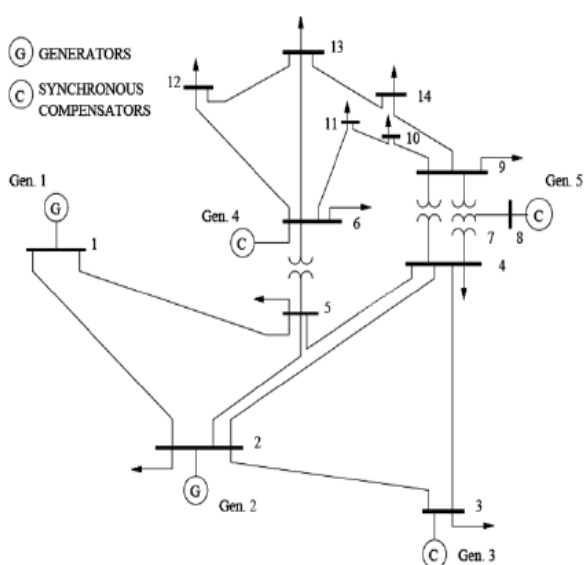 G GENERATORS
C SYNCHRONOUS
COMPENSATORS
13
12
14
11
10
9
Gen. 5
C
8
7
Gen. 1
G
1
Gen. 4
C
6
4
5
2
G
Gen. 2
3
C
Gen. 3